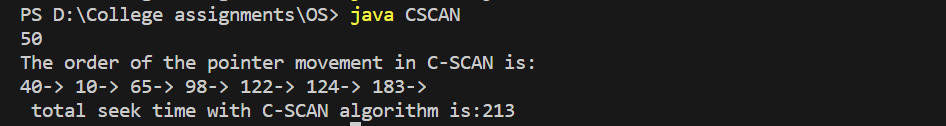 PS D:\College assignments\OS> java CSCAN
50
The order of the pointer movement in C-SCAN is:
40-> 10-> 65-> 98-> 122-> 124-> 183->
 total seek time with C-SCAN algorithm is:213